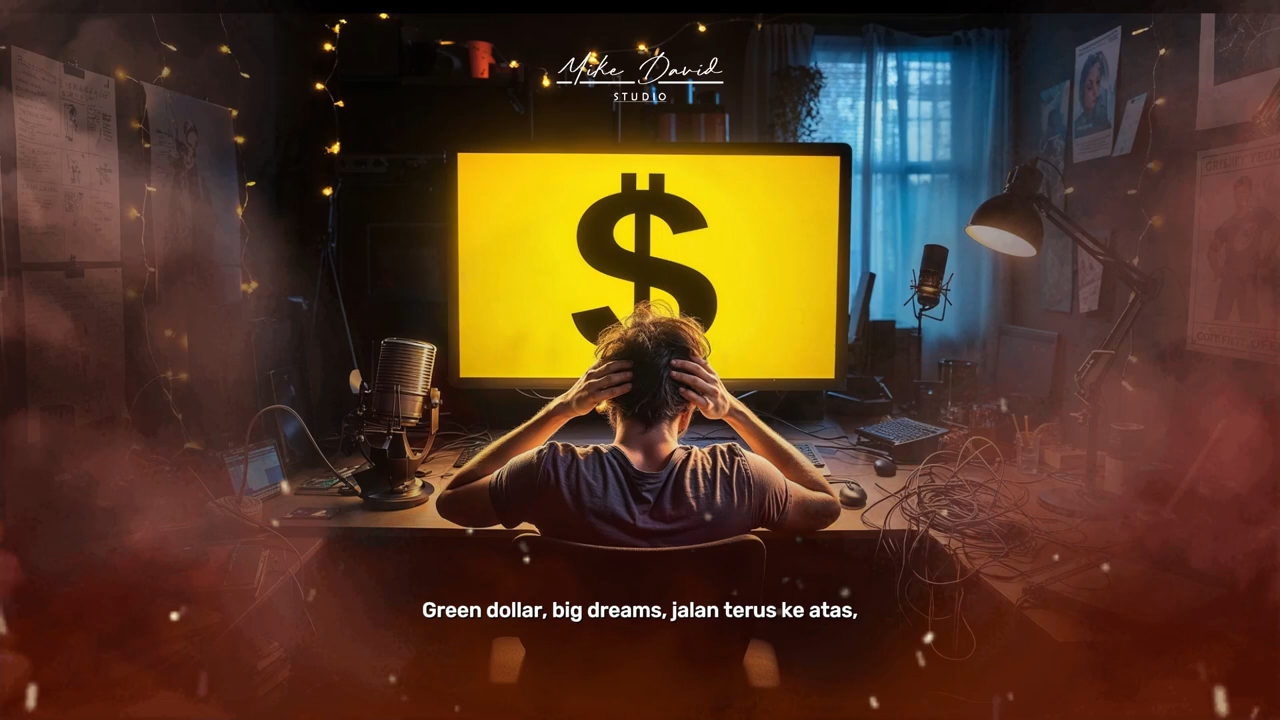 Mike David
STUDIO
$
Green dollar, big dreams, jalan terus ke atas,